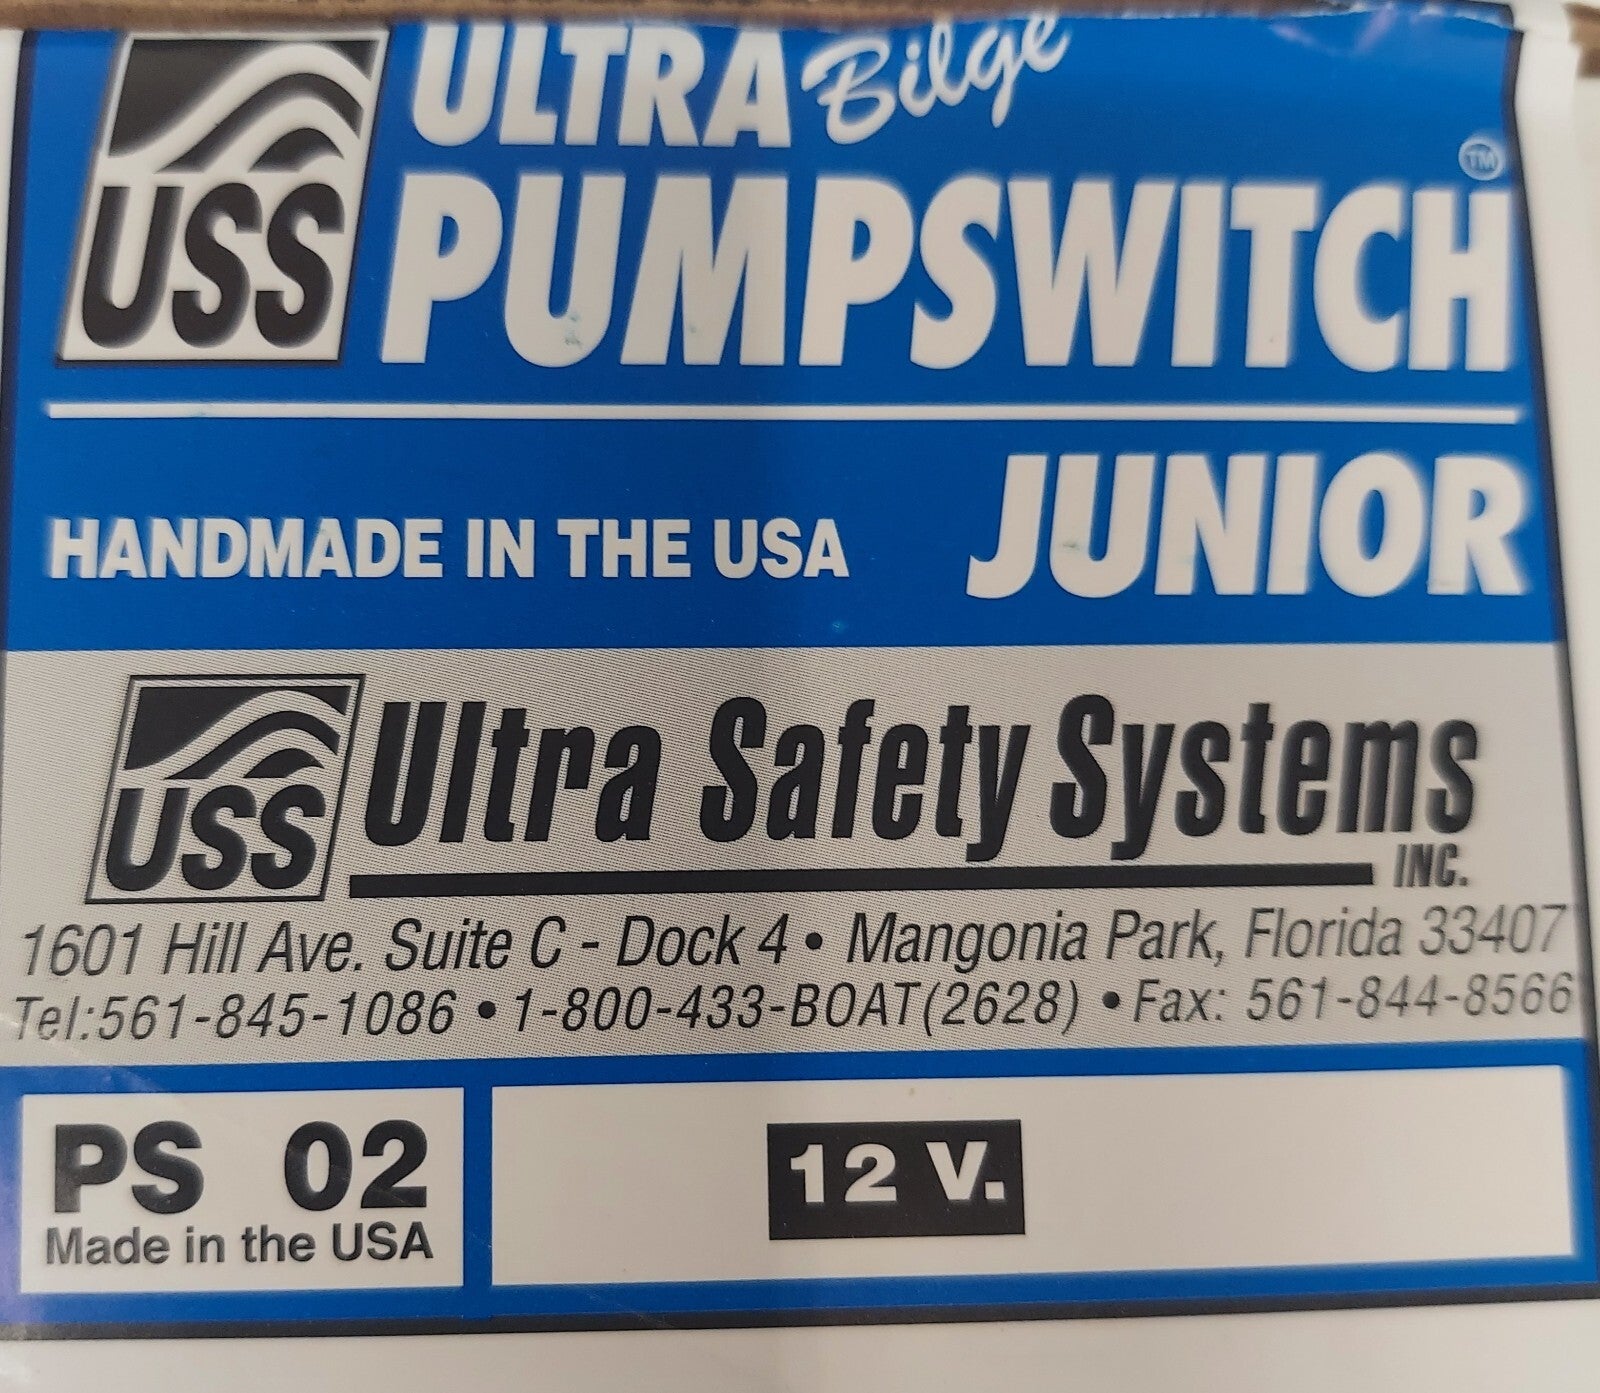 USS
ULTRA Bilge
PUMPSWITCH™
JUNIOR
HANDMADE IN THE USA
USS
Ultra Safety Systems
INC.
1601 Hill Ave. Suite C - Dock 4 • Mangonia Park, Florida 33407
Tel:561-845-1086 • 1-800-433-BOAT(2628) • Fax: 561-844-8566
PS 02
Made in the USA
12 V.